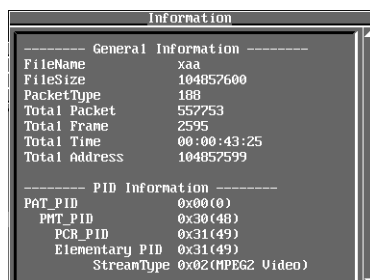 Information
-------- General Information --------
FileName xaa
FileSize 104857600
PacketType 188
Total Packet 557753
Total Frame 2595
Total Time 00:00:43:25
Total Address 104857599
-------- PID Information --------
PAT_PID 0x00(0)
PMT_PID 0x30(48)
PCR_PID 0x31(49)
Elementary PID 0x31(49)
StreamType 0x02(MPEG2 Video)